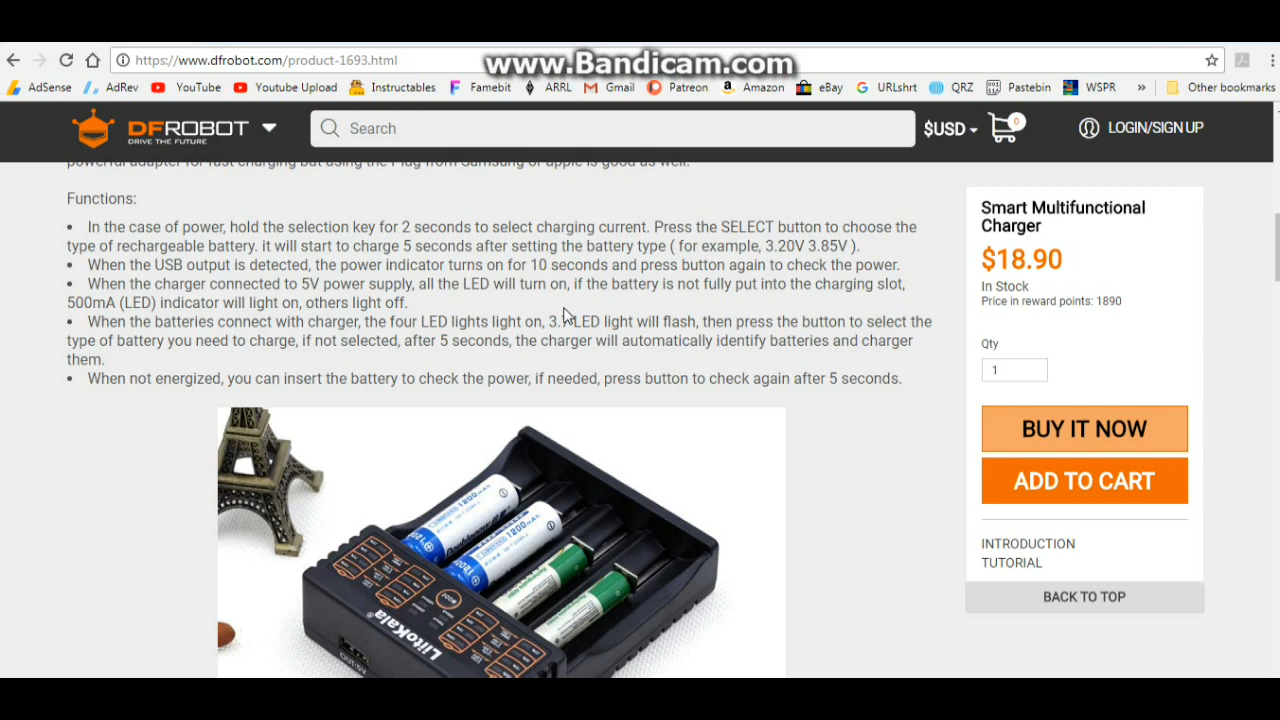 www.Bandicam.com
https://www.dfrobot.com/product-1693.html
AdSense AdRev YouTube Youtube Upload Instructables Famebit ARRL Gmail Patreon Amazon eBay URLshrt QRZ Pastebin WSPR » Other bookmarks
DFROBOT
DRIVE THE FUTURE
Search
$USD
0
LOGIN/SIGN UP
powerful adapter for fast charging but using the Plug from Samsung or apple is good as well.
Functions:
• In the case of power, hold the selection key for 2 seconds to select charging current. Press the SELECT button to choose the
type of rechargeable battery. it will start to charge 5 seconds after setting the battery type ( for example, 3.20V 3.85V ).
• When the USB output is detected, the power indicator turns on for 10 seconds and press button again to check the power.
• When the charger connected to 5V power supply, all the LED will turn on, if the battery is not fully put into the charging slot,
500mA (LED) indicator will light on, others light off.
• When the batteries connect with charger, the four LED lights light on, LED light will flash, then press the button to select the
type of battery you need to charge, if not selected, after 5 seconds, the charger will automatically identify batteries and charger
them.
• When not energized, you can insert the battery to check the power, if needed, press button to check again after 5 seconds.
1200mAh
1200mAh
LiitoKala®
OUT:5V
Smart Multifunctional
Charger
$18.90
In Stock
Price in reward points: 1890
Qty
1
BUY IT NOW
ADD TO CART
INTRODUCTION
TUTORIAL
BACK TO TOP